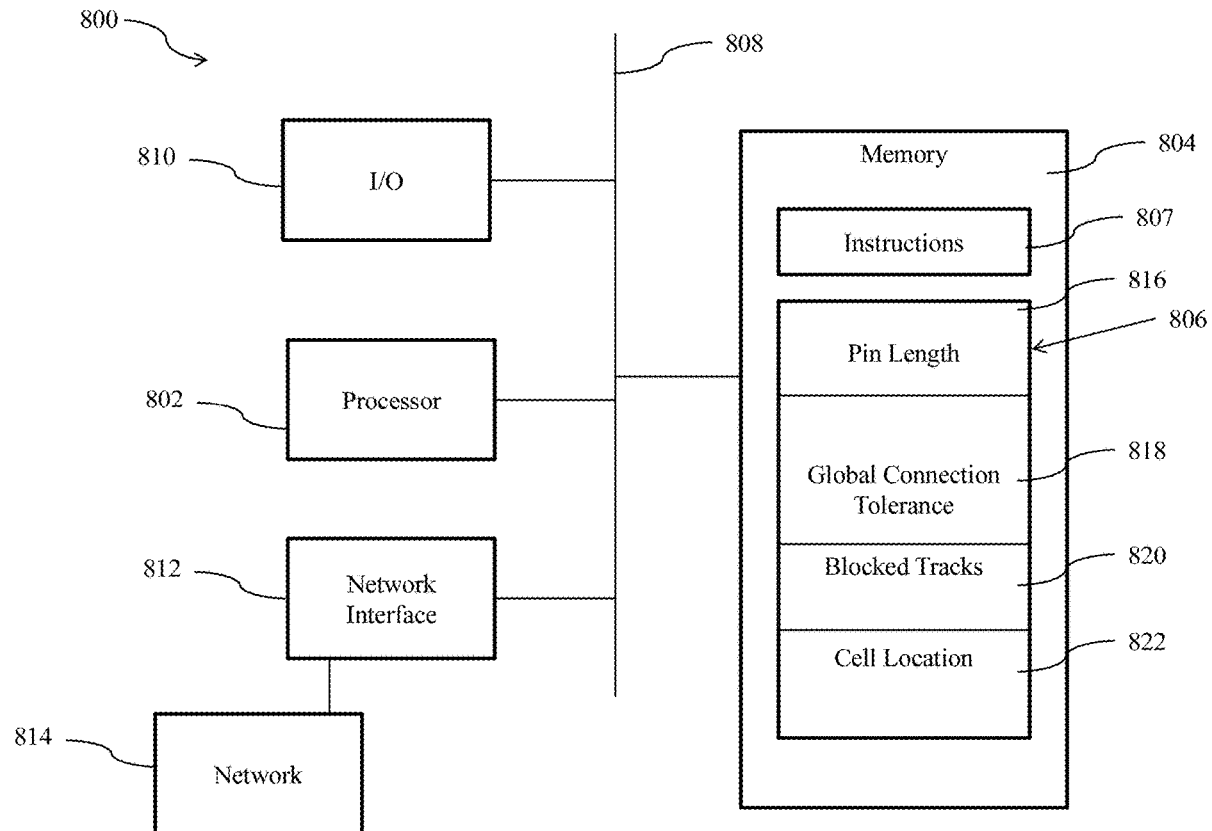 800
808
810
I/O
Memory
804
Instructions
807
816
806
Pin Length
802
Processor
818
Global Connection
Tolerance
812
Network
Interface
Blocked Tracks
820
Cell Location
822
814
Network